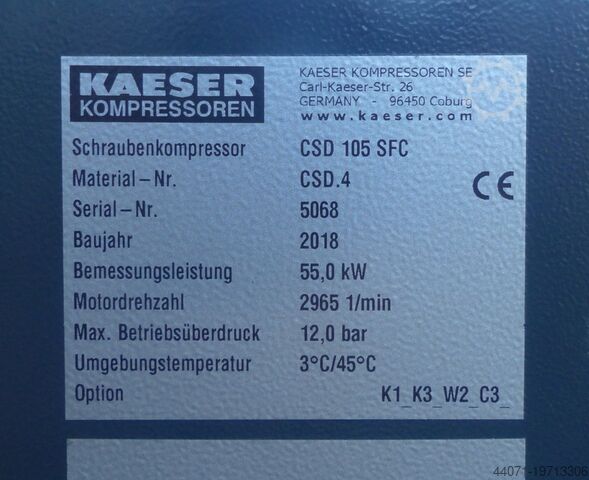 KAESER
KOMPRESSOREN
KAESER KOMPRESSOREN SE
Carl-Kaeser-Str. 26
GERMANY - 96450 Coburg
www.kaeser.com
Schraubenkompressor CSD 105 SFC
Material-Nr. CSD.4
CE
Serial-Nr. 5068
Baujahr 2018
Bemessungsleistung 55,0 kW
Motordrehzahl 2965 1/min
Max. Betriebsüberdruck 12,0 bar
Umgebungstemperatur 3°C/45°C
Option K1_K3_W2_C3_
44071-19713306